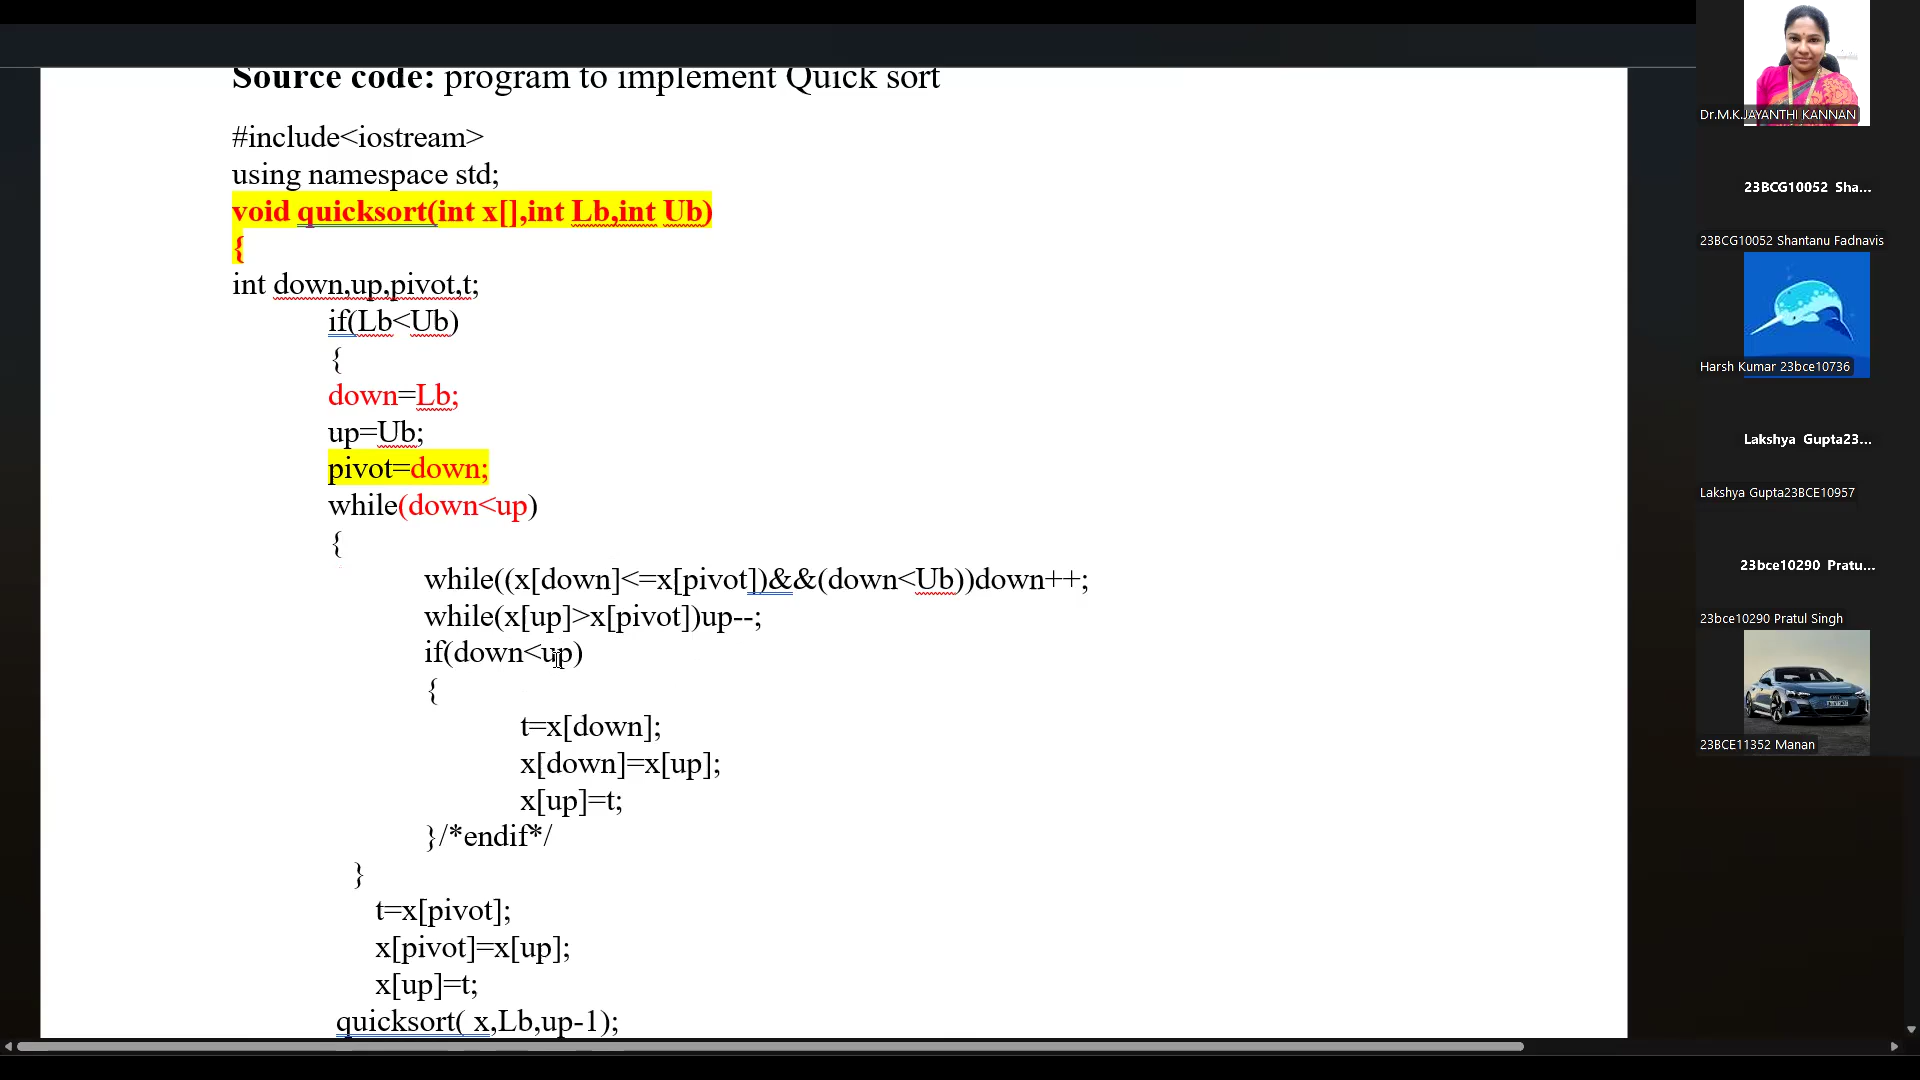 Source code: program to implement Quick sort
#include<iostream>
using namespace std;
void quicksort(int x[],int Lb,int Ub)
{
int down,up,pivot,t;
if(Lb<Ub)
{
down=Lb;
up=Ub;
pivot=down;
while(down<up)
{
while((x[down]<=x[pivot])&&(down<Ub))down++;
while(x[up]>x[pivot])up--;
if(down<up)
{
t=x[down];
x[down]=x[up];
x[up]=t;
}/*endif*/
}
t=x[pivot];
x[pivot]=x[up];
x[up]=t;
quicksort( x,Lb,up-1);
Dr.M.K.JAYANTHI KANNAN
23BCG10052 Sha...
23BCG10052 Shantanu Fadnavis
Harsh Kumar 23bce10736
Lakshya Gupta23...
Lakshya Gupta23BCE10957
23bce10290 Pratu...
23bce10290 Pratul Singh
23BCE11352 Manan